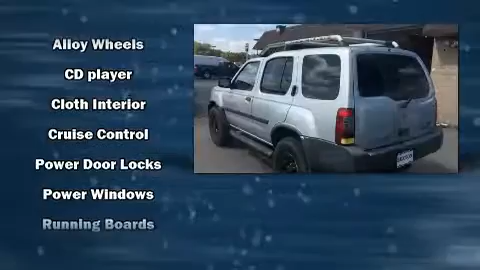 Alloy Wheels
CD player
Cloth Interior
Cruise Control
Power Door Locks
Power Windows
Running Boards